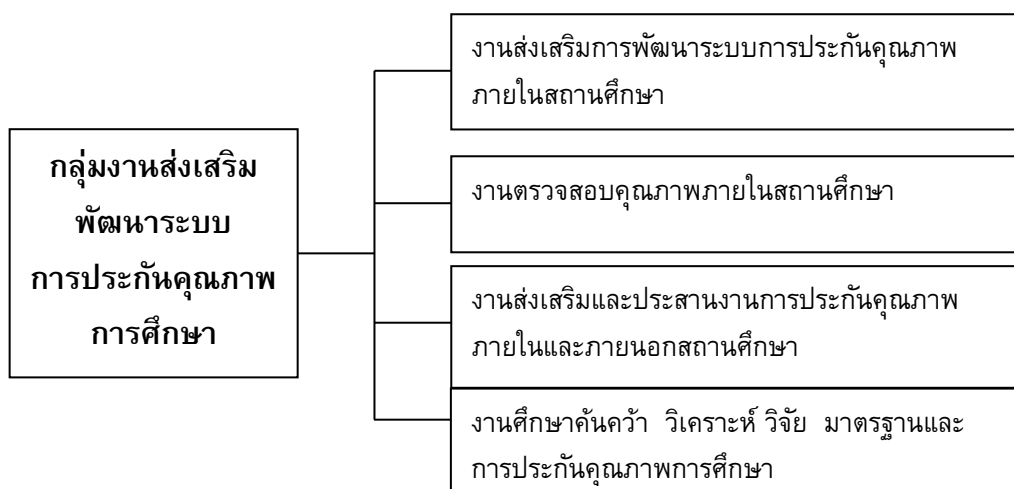 กลุ่มงานส่งเสริม
พัฒนาระบบ
การประกันคุณภาพ
การศึกษา
งานส่งเสริมการพัฒนาระบบการประกันคุณภาพ
ภายในสถานศึกษา
งานตรวจสอบคุณภาพภายในสถานศึกษา
งานส่งเสริมและประสานงานการประกันคุณภาพ
ภายในและภายนอกสถานศึกษา
งานศึกษาค้นคว้า วิเคราะห์ วิจัย มาตรฐานและ
การประกันคุณภาพการศึกษา